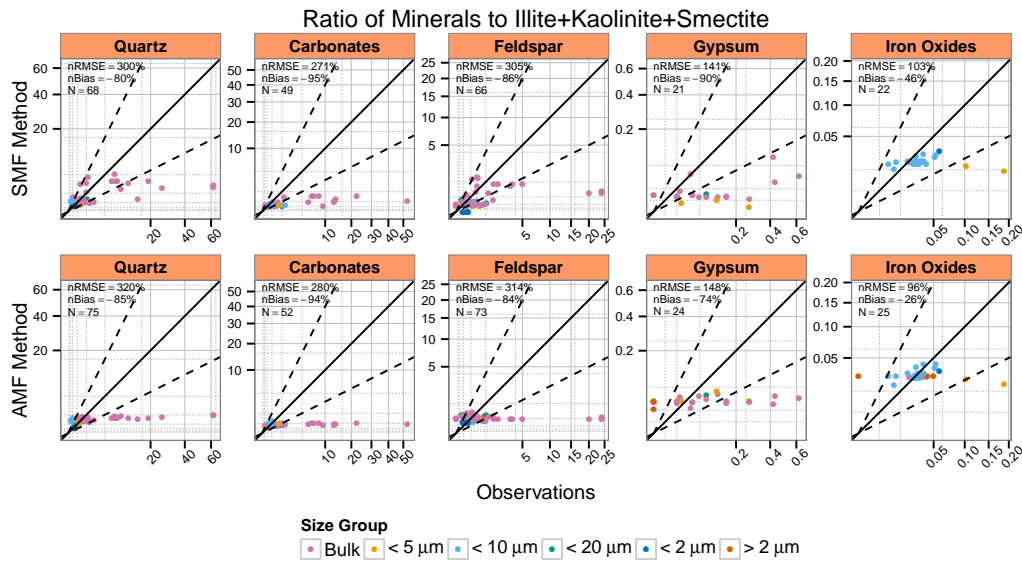 Ratio of Minerals to Illite+Kaolinite+Smectite
Quartz Carbonates Feldspar Gypsum Iron Oxides
nRMSE = 300%
nBias = −80%
N = 68
60
40
20
20 40 60
nRMSE = 271%
nBias = −95%
N = 49
50
40
30
20
10
10 20 30 40 50
nRMSE = 305%
nBias = −86%
N = 66
25
20
15
10
5
5 10 15 20 25
nRMSE = 141%
nBias = −90%
N = 21
0.6
0.4
0.2
0.2 0.4 0.6
nRMSE = 103%
nBias = −46%
N = 22
0.20
0.15
0.10
0.05
0.05 0.10 0.15 0.20
SMF Method
Quartz Carbonates Feldspar Gypsum Iron Oxides
nRMSE = 320%
nBias = −85%
N = 75
60
40
20
20 40 60
nRMSE = 280%
nBias = −94%
N = 52
50
40
30
20
10
10 20 30 40 50
nRMSE = 314%
nBias = −84%
N = 73
25
20
15
10
5
5 10 15 20 25
nRMSE = 148%
nBias = −74%
N = 24
0.6
0.4
0.2
0.2 0.4 0.6
nRMSE = 96%
nBias = −26%
N = 25
0.20
0.15
0.10
0.05
0.05 0.10 0.15 0.20
AMF Method
Observations
Size Group
Bulk < 5 μm < 10 μm < 20 μm < 2 μm > 2 μm